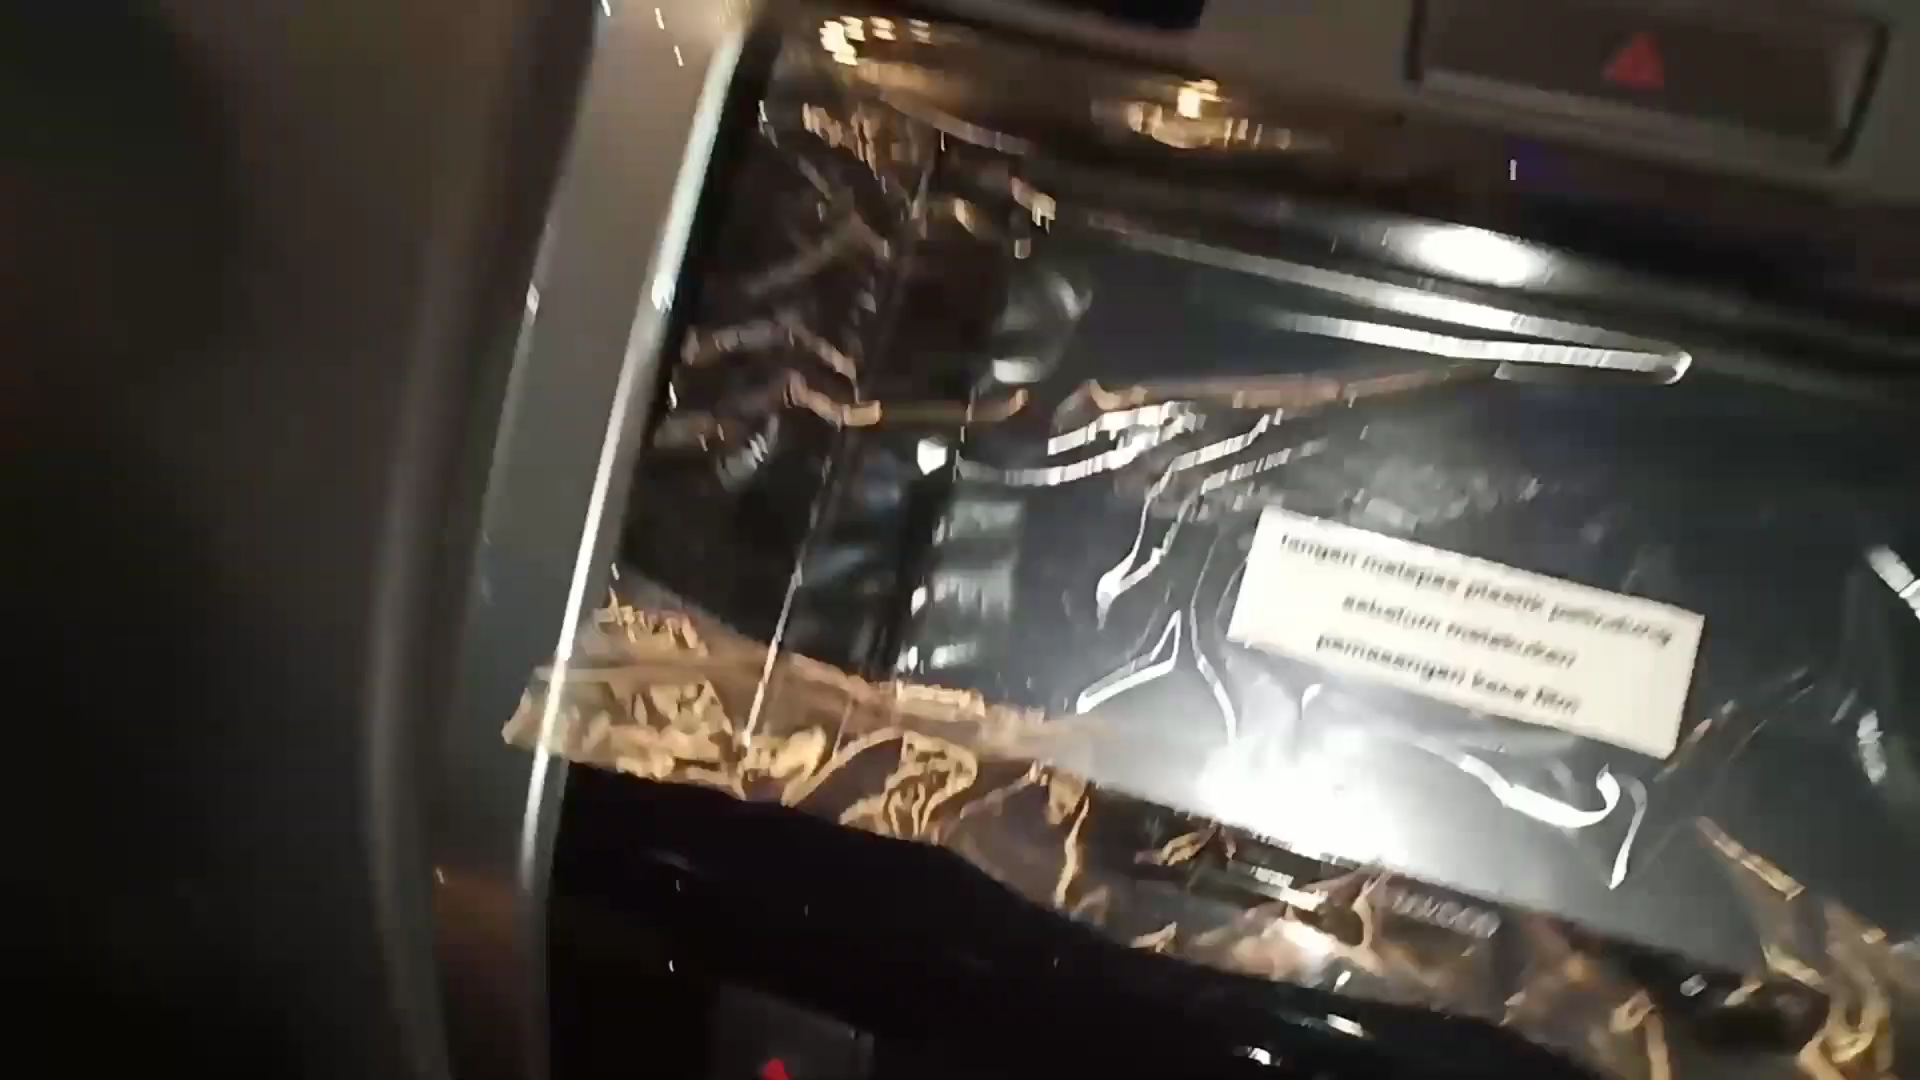 Jangan melepas plastik pelindung
sebelum melakukan
pemasangan kaca film